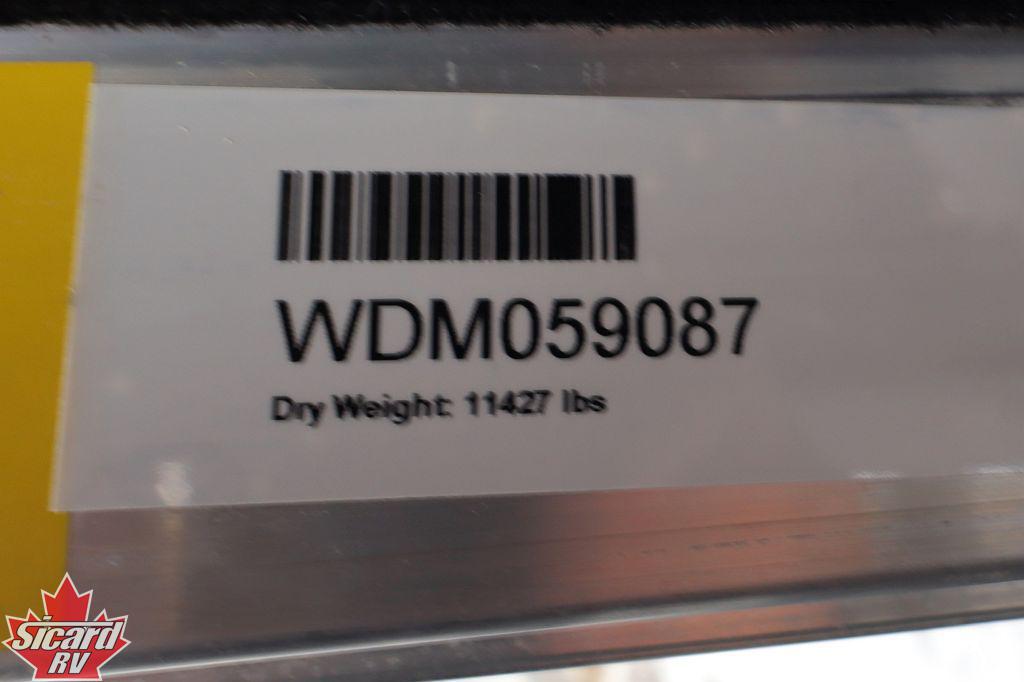 WDM059087
Dry Weight: 11427 lbs
Sicard
RV